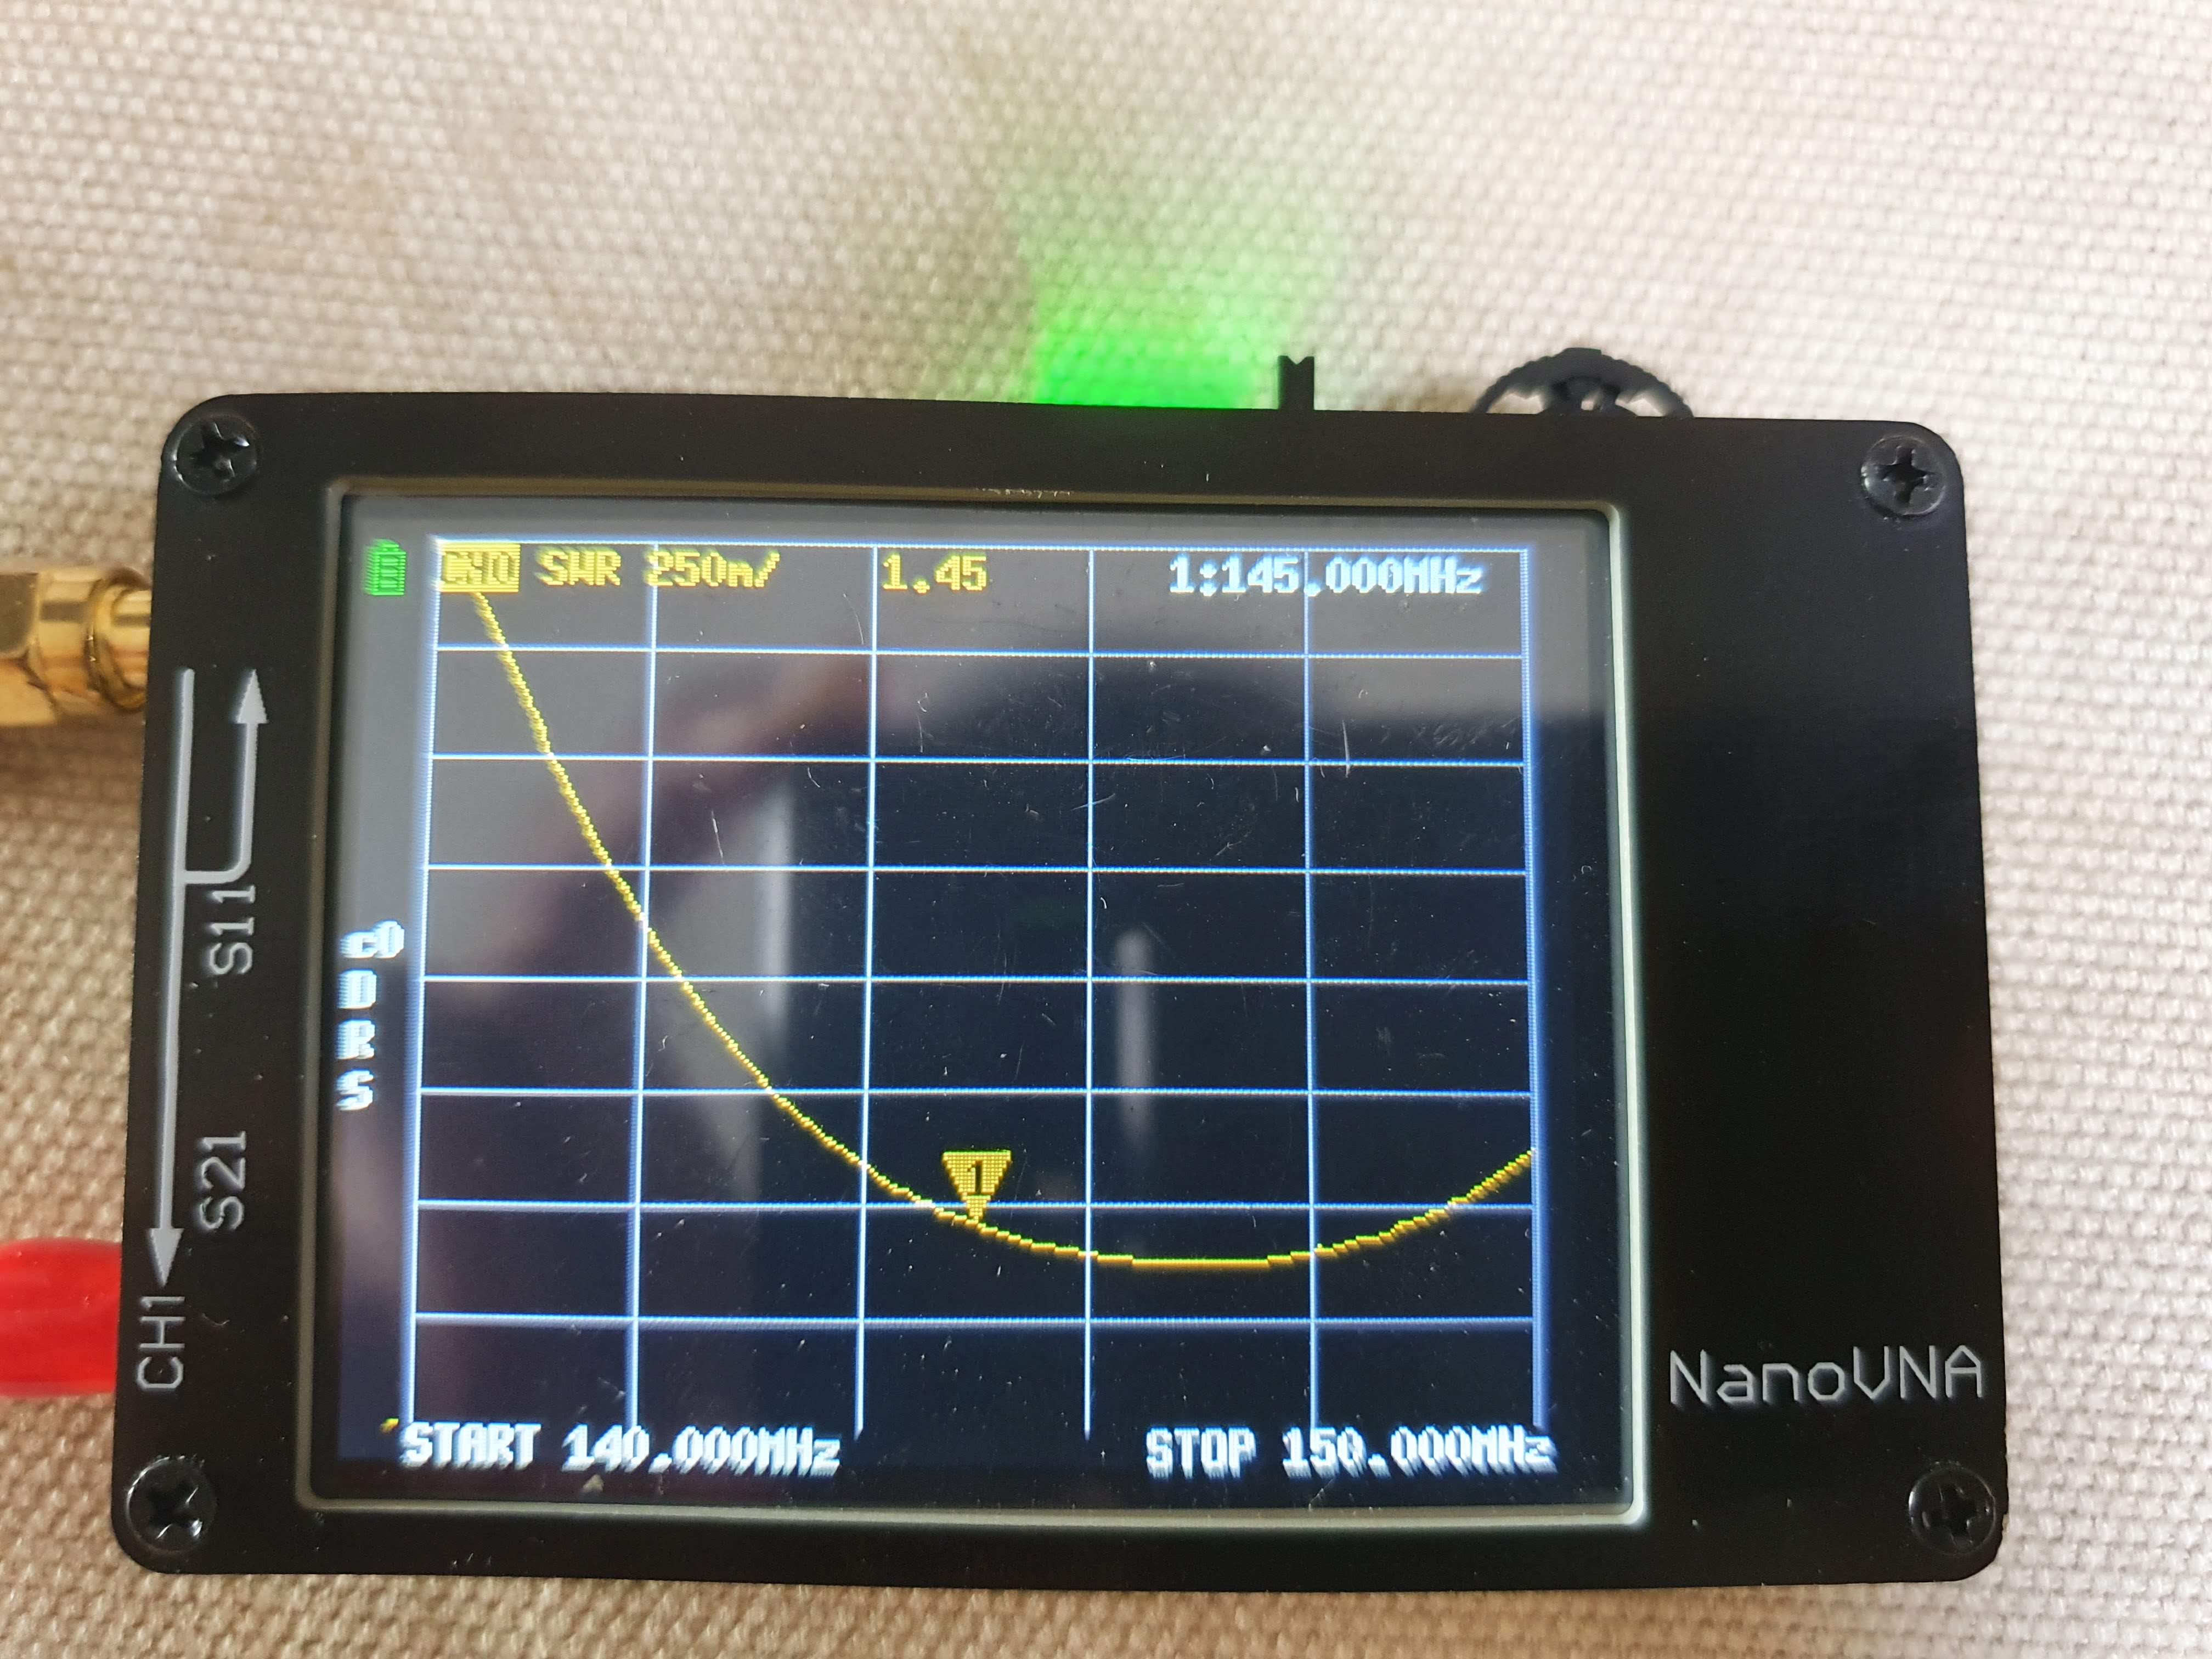 CH0 SWR 250m/ 1.45 1:145.000MHz
c0
D
R
S
1
START 140.000MHz STOP 150.000MHz
S11
S21
CH1
NanoVNA